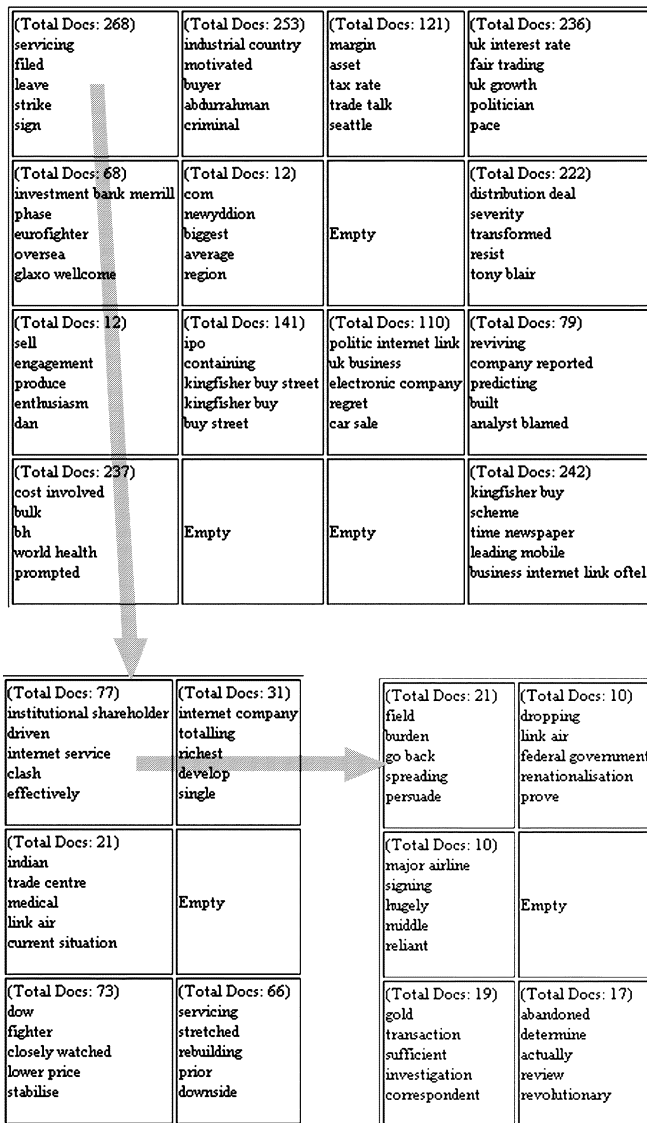 (Total Docs: 268)
servicing
filed
leave
strike
sign
(Total Docs: 253)
industrial country
motivated
buyer
abdurrahman
criminal
(Total Docs: 121)
margin
asset
tax rate
trade talk
seattle
(Total Docs: 236)
uk interest rate
fair trading
uk growth
politician
pace
(Total Docs: 68)
investment bank merrill
phase
eurofighter
oversea
glaxo wellcome
(Total Docs: 12)
com
newyddion
biggest
average
region
Empty
(Total Docs: 222)
distribution deal
severity
transformed
resist
tony blair
(Total Docs: 12)
sell
engagement
produce
enthusiasm
dan
(Total Docs: 141)
ipo
containing
kingfisher buy street
kingfisher buy
buy street
(Total Docs: 110)
politic internet link
uk business
electronic company
regret
car sale
(Total Docs: 79)
reviving
company reported
predicting
built
analyst blamed
(Total Docs: 237)
cost involved
bulk
bh
world health
prompted
Empty
Empty
(Total Docs: 242)
kingfisher buy
scheme
time newspaper
leading mobile
business internet link oftel
(Total Docs: 77)
institutional shareholder
driven
internet service
clash
effectively
(Total Docs: 31)
internet company
totalling
richest
develop
single
(Total Docs: 21)
indian
trade centre
medical
link air
current situation
Empty
(Total Docs: 73)
dow
fighter
closely watched
lower price
stabilise
(Total Docs: 66)
servicing
stretched
rebuilding
prior
downside
(Total Docs: 21)
field
burden
go back
spreading
persuade
(Total Docs: 10)
dropping
link air
federal government
renationalisation
prove
(Total Docs: 10)
major airline
signing
hugely
middle
reliant
Empty
(Total Docs: 19)
gold
transaction
sufficient
investigation
correspondent
(Total Docs: 17)
abandoned
determine
actually
review
revolutionary